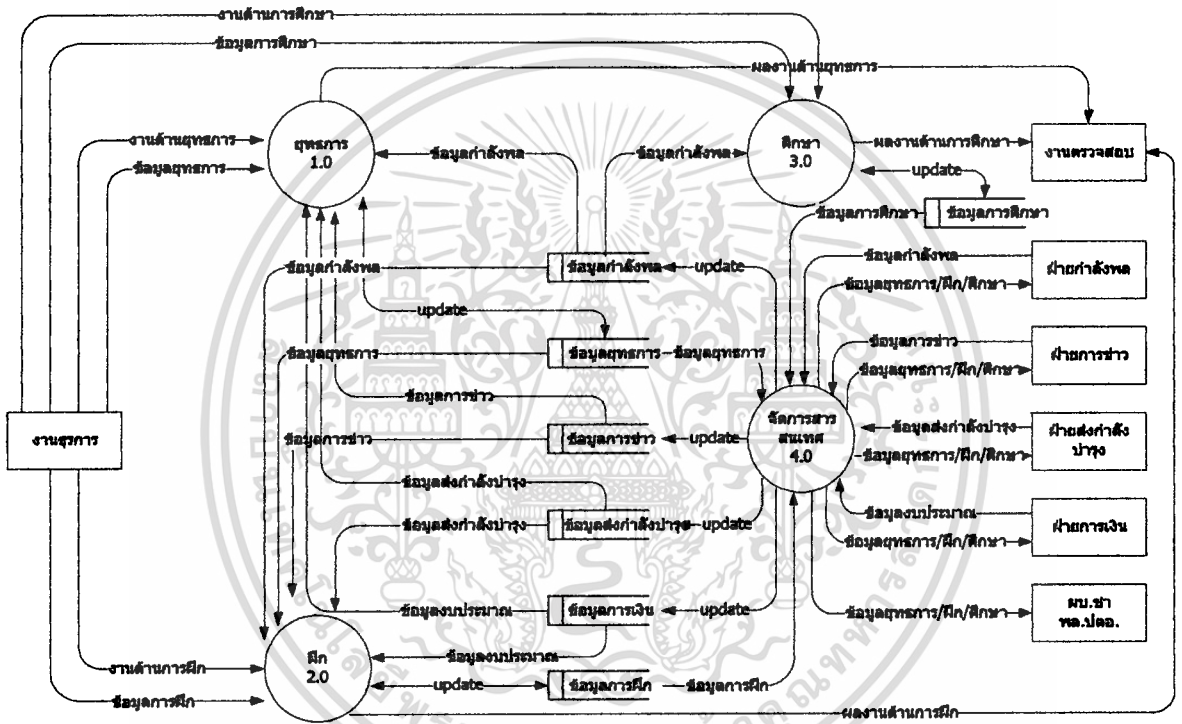 งานด้านการศึกษา
ข้อมูลการศึกษา
ผลงานด้านยุทธการ
งานด้านยุทธการ
ข้อมูลยุทธการ
ยุทธการ
1.0
ข้อมูลกำลังพล
ข้อมูลกำลังพล
ศึกษา
3.0
ผลงานด้านการศึกษา
งานตรวจสอบ
update
ข้อมูลการศึกษา
ข้อมูลการศึกษา
ข้อมูลกำลังพล
ข้อมูลกำลังพล
update
ข้อมูลกำลังพล
ข้อมูลยุทธการ/ฝึก/ศึกษา
ฝ่ายกำลังพล
update
ข้อมูลยุทธการ
ข้อมูลยุทธการ
ข้อมูลยุทธการ
ข้อมูลการข่าว
ข้อมูลยุทธการ/ฝึก/ศึกษา
ฝ่ายการข่าว
ข้อมูลการข่าว
งานธุรการ
ข้อมูลการข่าว
ข้อมูลการข่าว
update
จัดการสาร
สนเทศ
4.0
ข้อมูลส่งกำลังบำรุง
ข้อมูลยุทธการ/ฝึก/ศึกษา
ฝ่ายส่งกำลัง
บำรุง
ข้อมูลส่งกำลังบำรุง
ข้อมูลส่งกำลังบำรุง
ข้อมูลส่งกำลังบำรุง
update
ข้อมูลงบประมาณ
ข้อมูลยุทธการ/ฝึก/ศึกษา
ฝ่ายการเงิน
ข้อมูลงบประมาณ
ข้อมูลการเงิน
update
ข้อมูลยุทธการ/ฝึก/ศึกษา
ผบ.ชา
พล.ปตอ.
ฝึก
2.0
ข้อมูลงบประมาณ
งานด้านการฝึก
ข้อมูลการฝึก
update
ข้อมูลการฝึก
ข้อมูลการฝึก
ผลงานด้านการฝึก